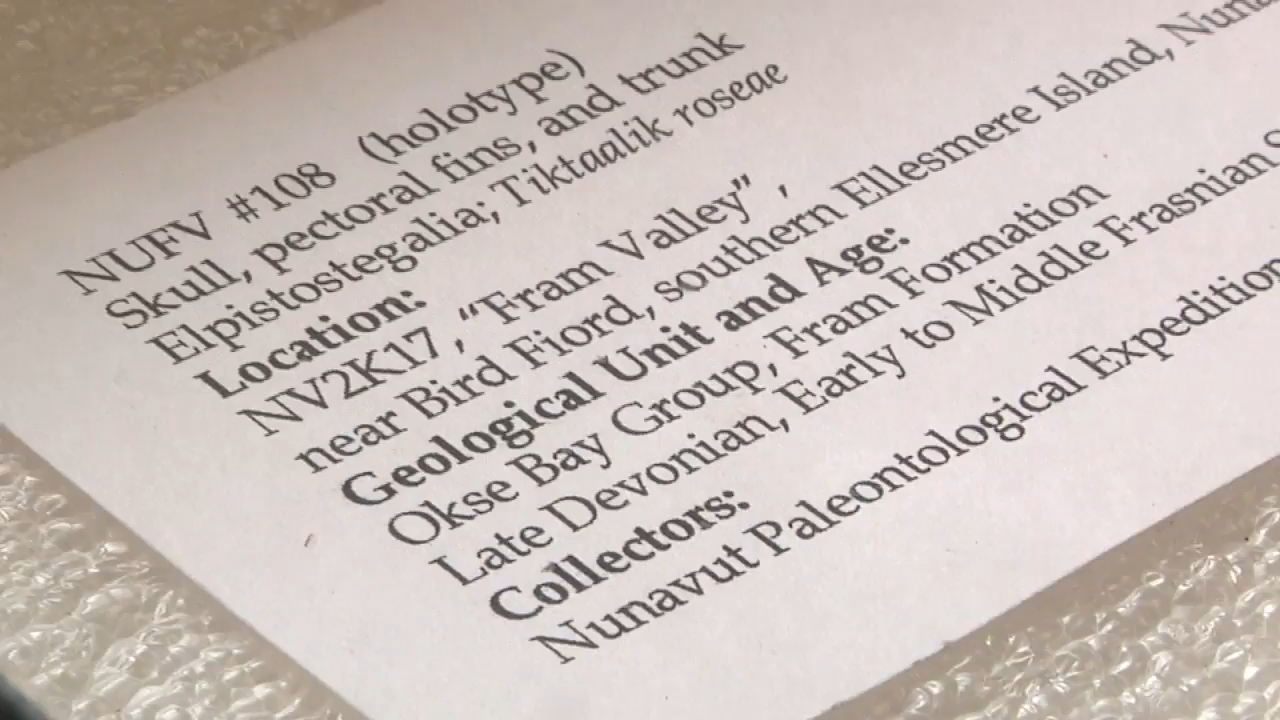 NUFV #108 (holotype)
Skull, pectoral fins, and trunk
Elpistostegalia; Tiktaalik roseae
Location:
NV2K17, “Fram Valley” ,
near Bird Fiord, southern Ellesmere Island,
Geological Unit and Age:
Okse Bay Group, Fram Formation
Late Devonian, Early to Middle Frasnian
Collectors:
Nunavut Paleontological Expedition